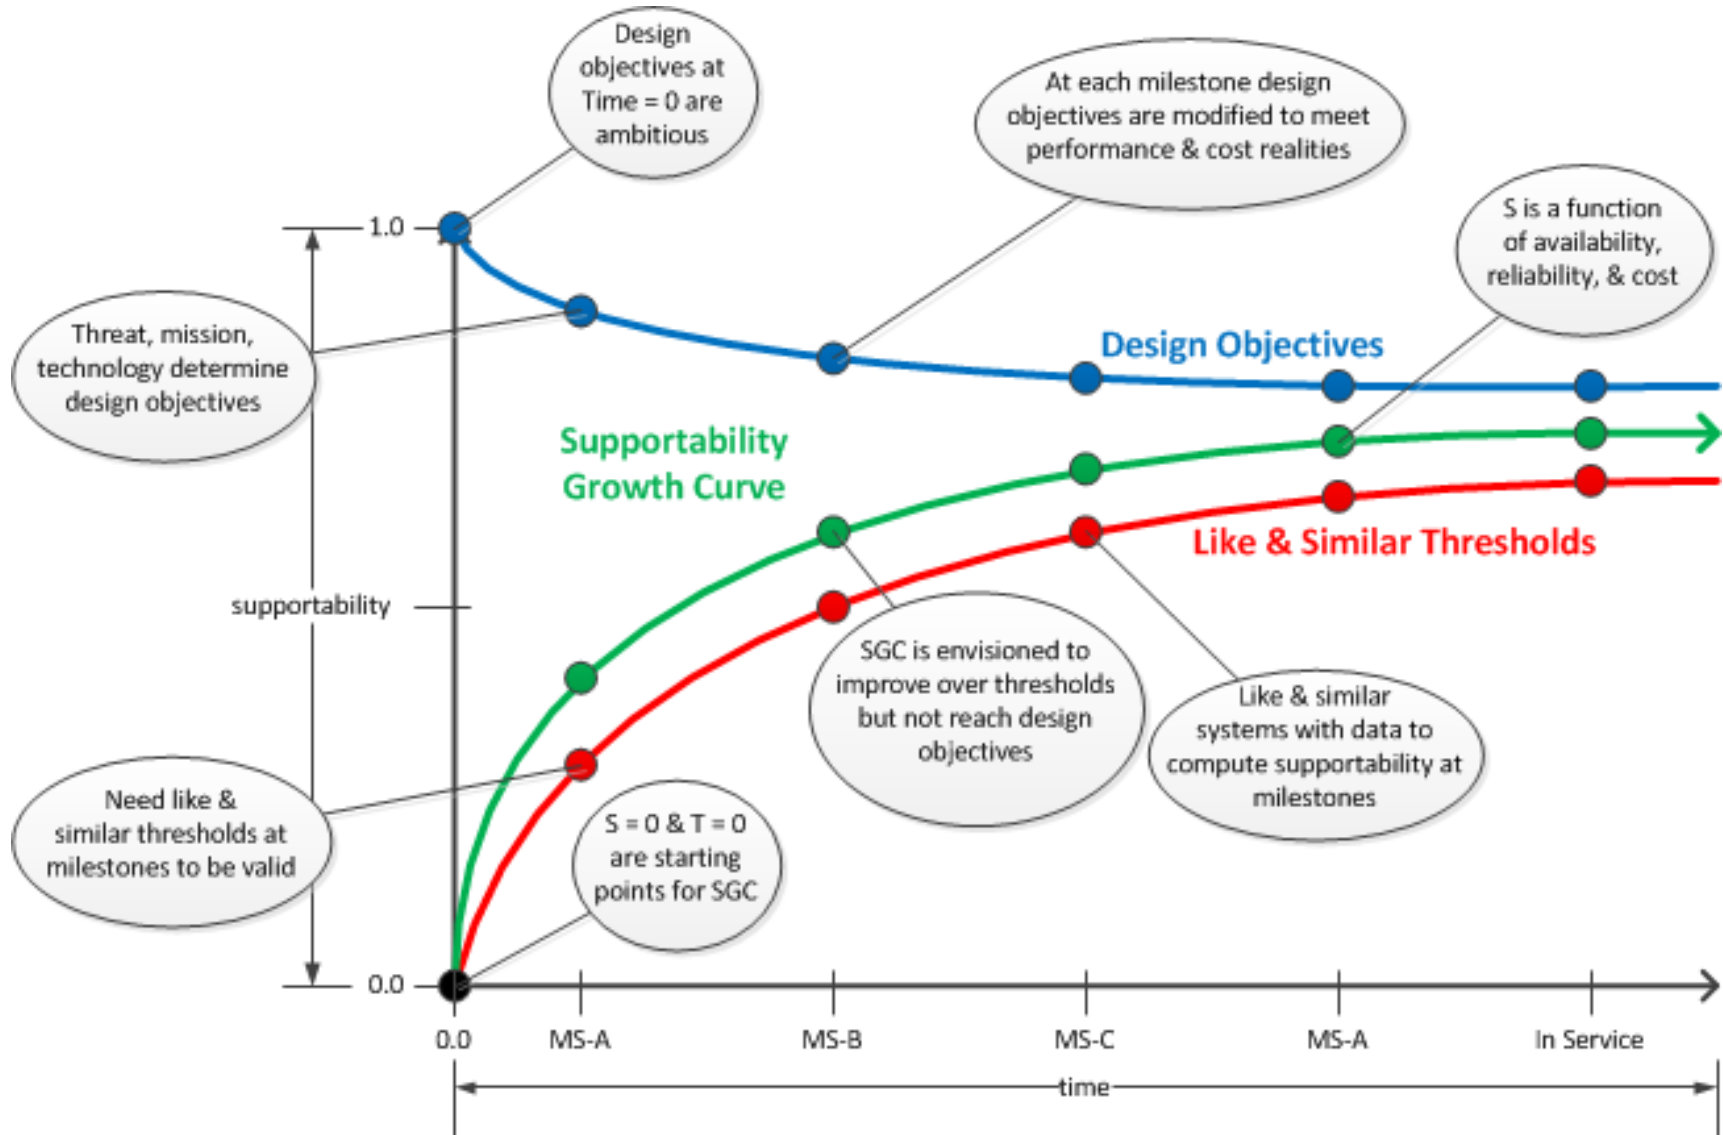 Design
objectives at
Time = 0 are
ambitious
At each milestone design
objectives are modified to meet
performance & cost realities
S is a function
of availability,
reliability, & cost
1.0
Threat, mission,
technology determine
design objectives
Design Objectives
Supportability
Growth Curve
Like & Similar Thresholds
supportability
SGC is envisioned to
improve over thresholds
but not reach design
objectives
Like & similar
systems with data to
compute supportability at
milestones
Need like &
similar thresholds at
milestones to be valid
S = 0 & T = 0
are starting
points for SGC
0.0
0.0
MS-A
MS-B
MS-C
MS-A
In Service
time